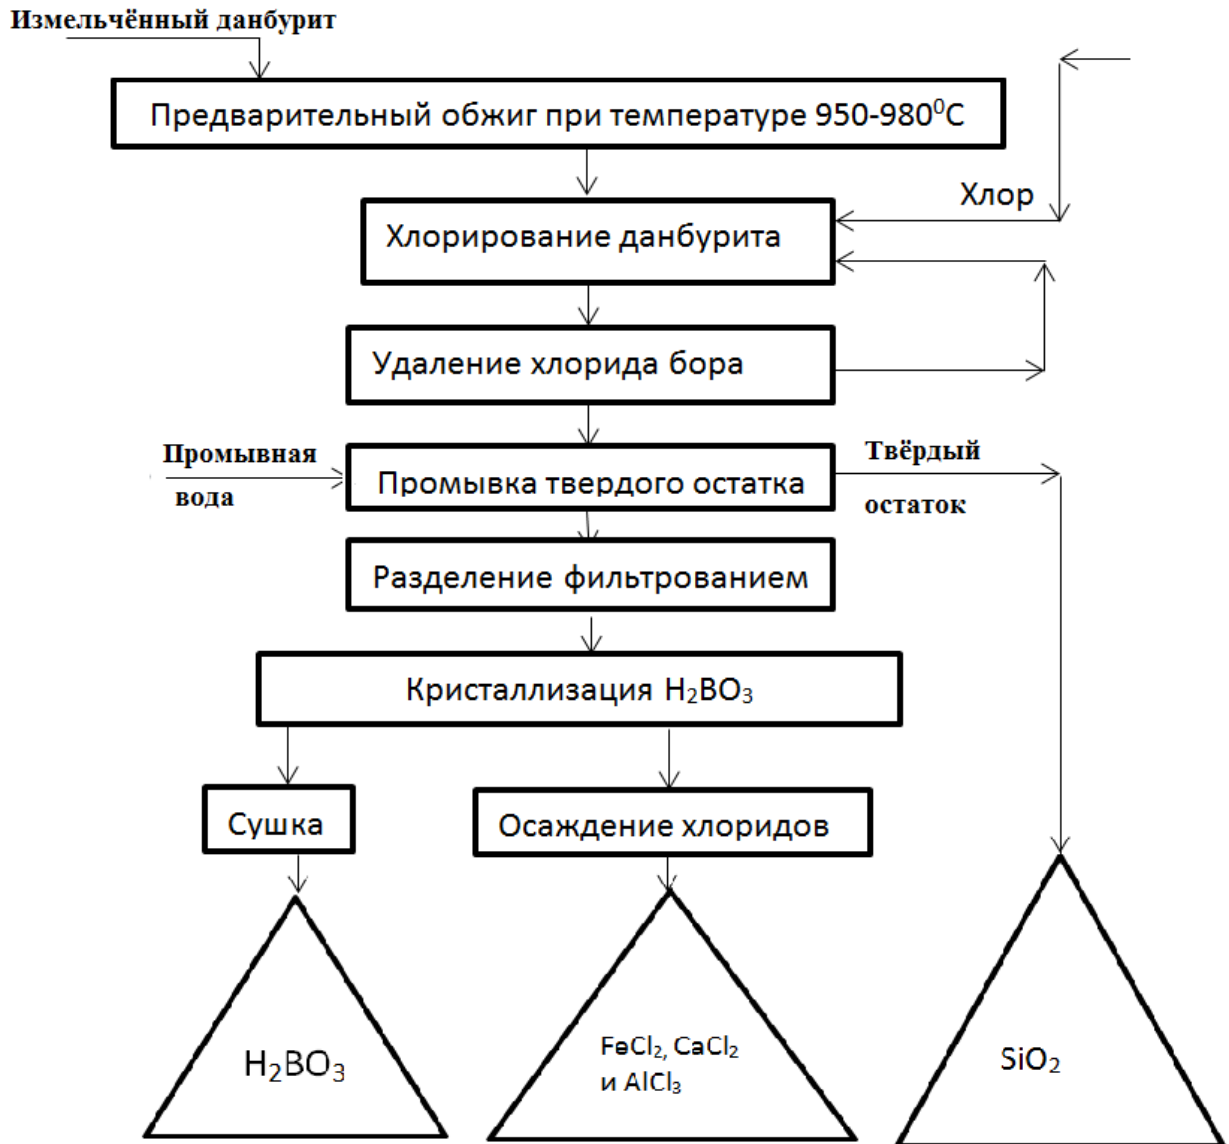 Измельчённый данбурит
Предварительный обжиг при температуре 950-980⁰С
Хлор
Хлорирование данбурита
Удаление хлорида бора
Промывная
вода
Промывка твердого остатка
Твёрдый
остаток
Разделение фильтрованием
Кристаллизация H₂BO₃
Сушка
Осаждение хлоридов
H₂BO₃
FeCl₂, CaCl₂
и AlCl₃
SiO₂